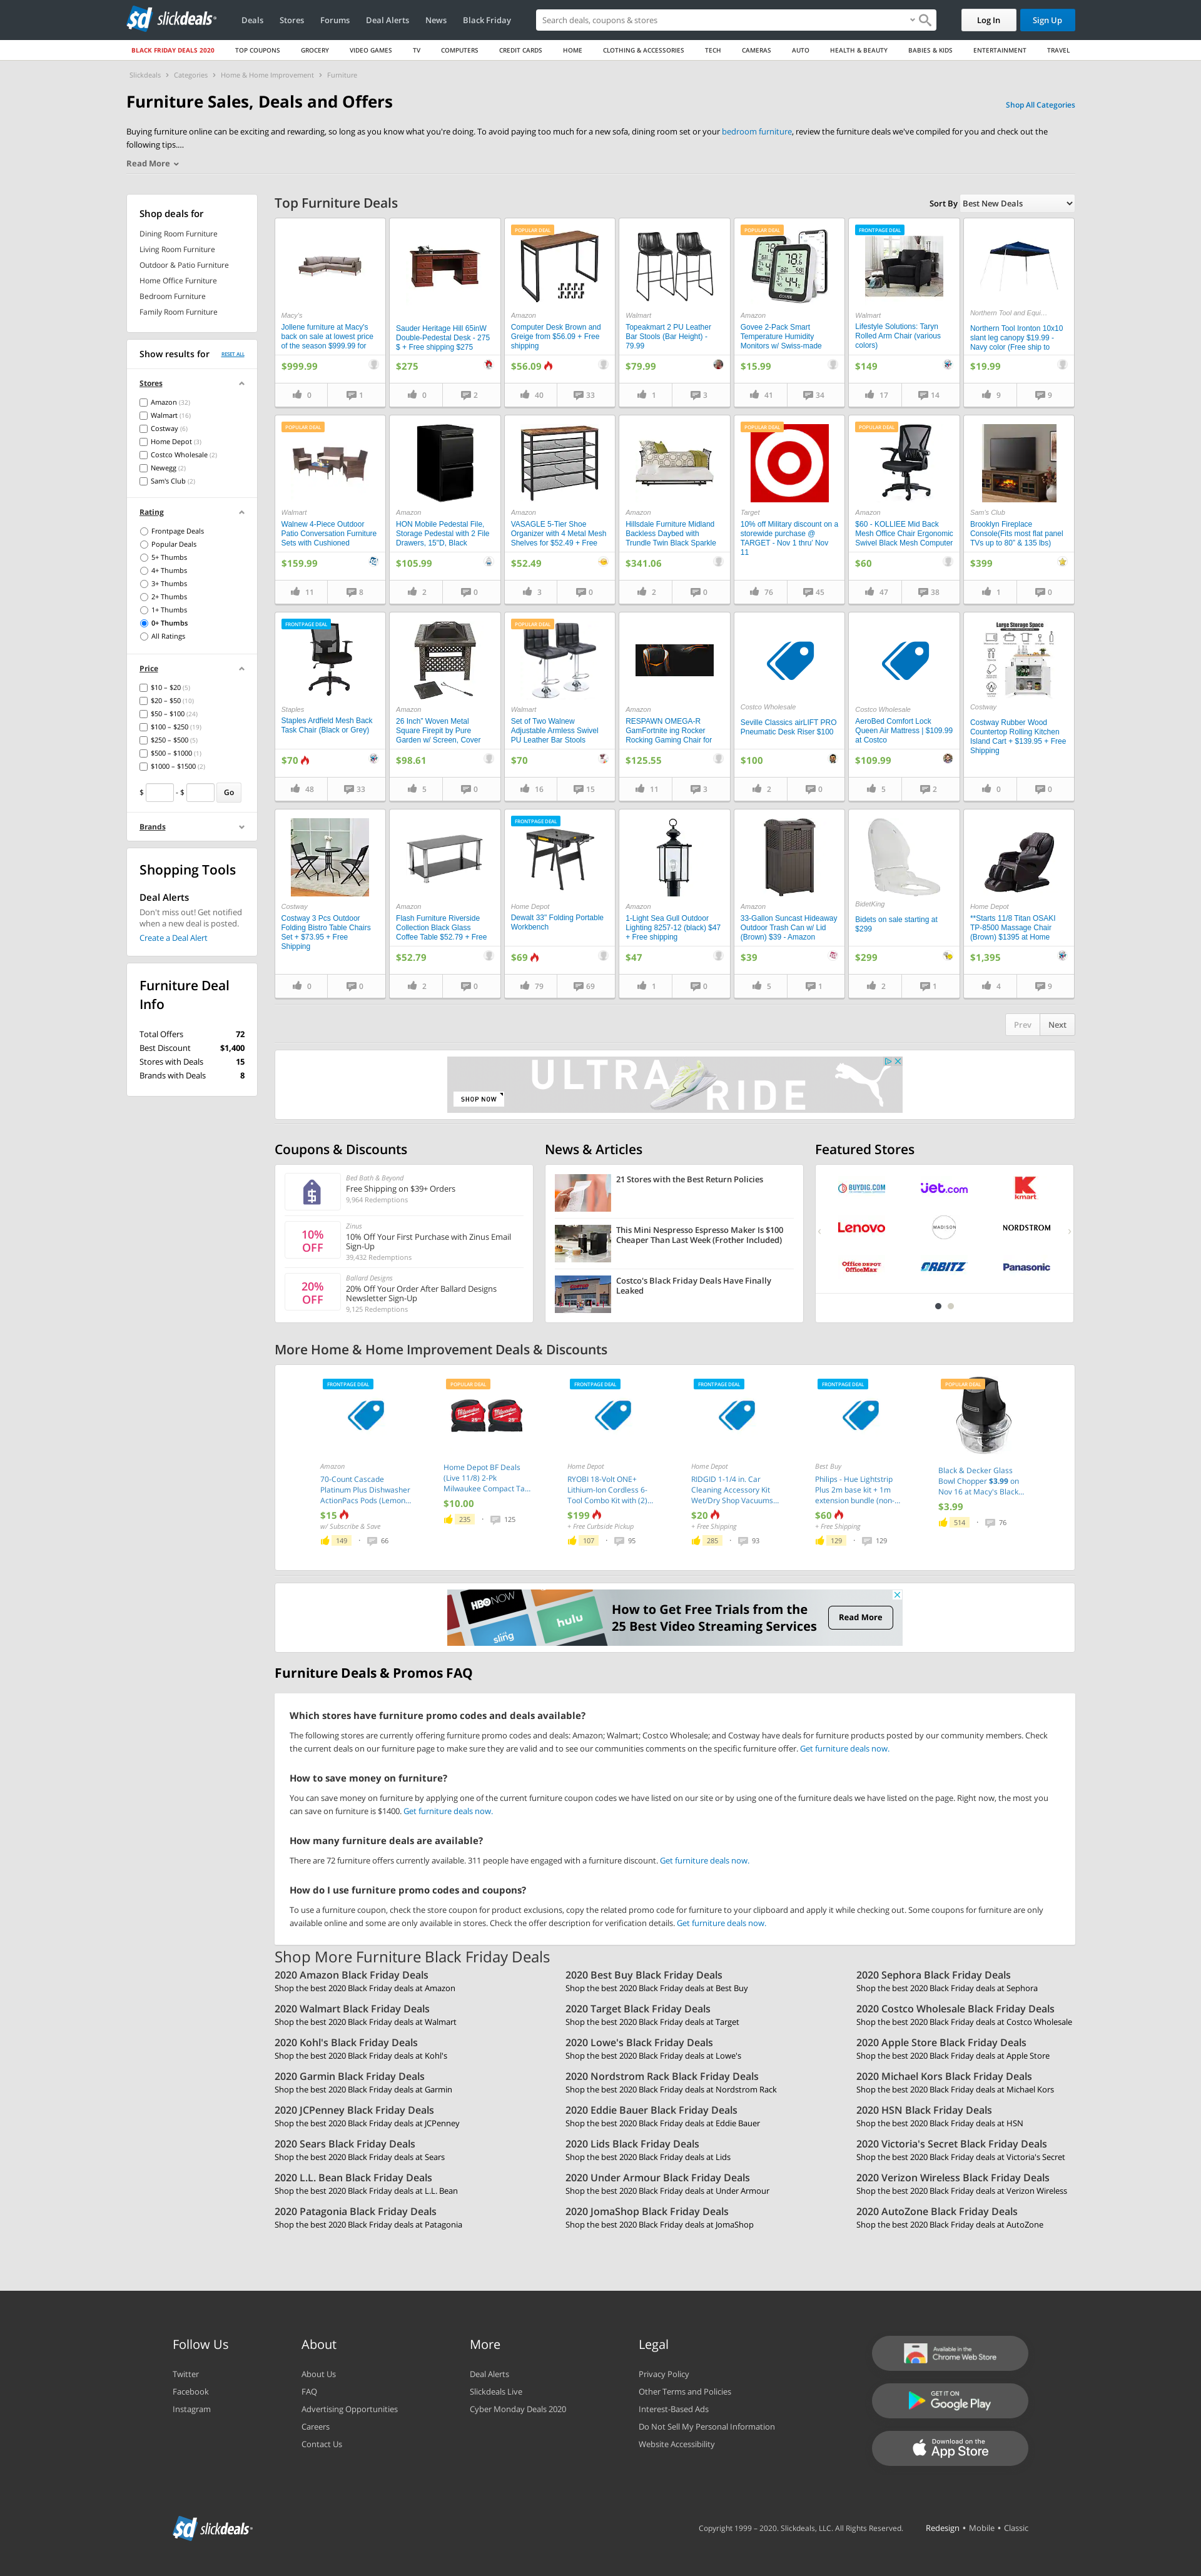 sd slickdeals
Deals Stores Forums Deal Alerts News Black Friday
Search deals, coupons & stores
Log In
Sign Up
BLACK FRIDAY DEALS 2020 TOP COUPONS GROCERY VIDEO GAMES TV COMPUTERS CREDIT CARDS HOME CLOTHING & ACCESSORIES TECH CAMERAS AUTO HEALTH & BEAUTY BABIES & KIDS ENTERTAINMENT TRAVEL
Slickdeals › Categories › Home & Home Improvement › Furniture
Furniture Sales, Deals and Offers
Shop All Categories
Buying furniture online can be exciting and rewarding, so long as you know what you're doing. To avoid paying too much for a new sofa, dining room set or your bedroom furniture, review the furniture deals we've compiled for you and check out the
following tips....
Read More
Shop deals for
Dining Room Furniture
Living Room Furniture
Outdoor & Patio Furniture
Home Office Furniture
Bedroom Furniture
Family Room Furniture
Show results for RESET ALL
Stores
Amazon (32)
Walmart (16)
Costway (6)
Home Depot (3)
Costco Wholesale (2)
Newegg (2)
Sam's Club (2)
Rating
Frontpage Deals
Popular Deals
5+ Thumbs
4+ Thumbs
3+ Thumbs
2+ Thumbs
1+ Thumbs
0+ Thumbs
All Ratings
Price
$10 – $20 (5)
$20 – $50 (10)
$50 – $100 (24)
$100 – $250 (19)
$250 – $500 (5)
$500 – $1000 (1)
$1000 – $1500 (2)
$ - $ Go
Brands
Shopping Tools
Deal Alerts
Don't miss out! Get notified
when a new deal is posted.
Create a Deal Alert
Furniture Deal
Info
Total Offers 72
Best Discount $1,400
Stores with Deals 15
Brands with Deals 8
Top Furniture Deals
Sort By Best New Deals
Macy's
Jollene furniture at Macy's
back on sale at lowest price
of the season $999.99 for
$999.99
0 1
Sauder Heritage Hill 65inW
Double-Pedestal Desk - 275
$ + Free shipping $275
$275
0 2
POPULAR DEAL
Amazon
Computer Desk Brown and
Greige from $56.09 + Free
shipping
$56.09
40 33
Walmart
Topeakmart 2 PU Leather
Bar Stools (Bar Height) -
79.99
$79.99
1 3
POPULAR DEAL
Amazon
Govee 2-Pack Smart
Temperature Humidity
Monitors w/ Swiss-made
$15.99
41 34
FRONTPAGE DEAL
Walmart
Lifestyle Solutions: Taryn
Rolled Arm Chair (various
colors)
$149
17 14
Northern Tool and Equi...
Northern Tool Ironton 10x10
slant leg canopy $19.99 -
Navy color (Free ship to
$19.99
9 9
POPULAR DEAL
Walmart
Walnew 4-Piece Outdoor
Patio Conversation Furniture
Sets with Cushioned
$159.99
11 8
Amazon
HON Mobile Pedestal File,
Storage Pedestal with 2 File
Drawers, 15"D, Black
$105.99
2 0
Amazon
VASAGLE 5-Tier Shoe
Organizer with 4 Metal Mesh
Shelves for $52.49 + Free
$52.49
3 0
Amazon
Hillsdale Furniture Midland
Backless Daybed with
Trundle Twin Black Sparkle
$341.06
2 0
POPULAR DEAL
Target
10% off Military discount on a
storewide purchase @
TARGET - Nov 1 thru' Nov
11
76 45
POPULAR DEAL
Amazon
$60 - KOLLIEE Mid Back
Mesh Office Chair Ergonomic
Swivel Black Mesh Computer
$60
47 38
Sam's Club
Brooklyn Fireplace
Console(Fits most flat panel
TVs up to 80" & 135 lbs)
$399
1 0
FRONTPAGE DEAL
Staples
Staples Ardfield Mesh Back
Task Chair (Black or Grey)
$70
48 33
Amazon
26 Inch" Woven Metal
Square Firepit by Pure
Garden w/ Screen, Cover
$98.61
5 0
POPULAR DEAL
Walmart
Set of Two Walnew
Adjustable Armless Swivel
PU Leather Bar Stools
$70
16 15
Amazon
RESPAWN OMEGA-R
GamFortnite ing Rocker
Rocking Gaming Chair for
$125.55
11 3
Costco Wholesale
Seville Classics airLIFT PRO
Pneumatic Desk Riser $100
$100
2 0
Costco Wholesale
AeroBed Comfort Lock
Queen Air Mattress | $109.99
at Costco
$109.99
5 2
Large Storage Space
Costway
Costway Rubber Wood
Countertop Rolling Kitchen
Island Cart + $139.95 + Free
Shipping
0 0
Costway
Costway 3 Pcs Outdoor
Folding Bistro Table Chairs
Set + $73.95 + Free
Shipping
0 0
Amazon
Flash Furniture Riverside
Collection Black Glass
Coffee Table $52.79 + Free
$52.79
2 0
FRONTPAGE DEAL
Home Depot
Dewalt 33" Folding Portable
Workbench
$69
79 69
Amazon
1-Light Sea Gull Outdoor
Lighting 8257-12 (black) $47
+ Free shipping
$47
1 0
Amazon
33-Gallon Suncast Hideaway
Outdoor Trash Can w/ Lid
(Brown) $39 - Amazon
$39
5 1
BidetKing
Bidets on sale starting at
$299
$299
2 1
Home Depot
**Starts 11/8 Titan OSAKI
TP-8500 Massage Chair
(Brown) $1395 at Home
$1,395
4 9
Prev Next
ULTRA RIDE
SHOP NOW
Coupons & Discounts
Bed Bath & Beyond
Free Shipping on $39+ Orders
9,964 Redemptions
10% OFF
Zinus
10% Off Your First Purchase with Zinus Email
Sign-Up
39,432 Redemptions
20% OFF
Ballard Designs
20% Off Your Order After Ballard Designs
Newsletter Sign-Up
9,125 Redemptions
News & Articles
21 Stores with the Best Return Policies
This Mini Nespresso Espresso Maker Is $100
Cheaper Than Last Week (Frother Included)
Costco's Black Friday Deals Have Finally
Leaked
Featured Stores
BUYDIG.COM jet.com Kmart
Lenovo MADISON NORDSTROM
Office DEPOT OfficeMax ORBITZ Panasonic
More Home & Home Improvement Deals & Discounts
FRONTPAGE DEAL
Amazon
70-Count Cascade
Platinum Plus Dishwasher
ActionPacs Pods (Lemon...
$15
w/ Subscribe & Save
149 • 66
POPULAR DEAL
Home Depot BF Deals
(Live 11/8) 2-Pk
Milwaukee Compact Ta...
$10.00
235 • 125
FRONTPAGE DEAL
Home Depot
RYOBI 18-Volt ONE+
Lithium-Ion Cordless 6-
Tool Combo Kit with (2)...
$199
+ Free Curbside Pickup
107 • 95
FRONTPAGE DEAL
Home Depot
RIDGID 1-1/4 in. Car
Cleaning Accessory Kit
Wet/Dry Shop Vacuums...
$20
+ Free Shipping
285 • 93
FRONTPAGE DEAL
Best Buy
Philips - Hue Lightstrip
Plus 2m base kit + 1m
extension bundle (non-...
$60
+ Free Shipping
129 • 129
POPULAR DEAL
Black & Decker Glass
Bowl Chopper $3.99 on
Nov 16 at Macy's Black...
$3.99
514 • 76
HBO NOW
sling
hulu
How to Get Free Trials from the
25 Best Video Streaming Services
Read More
Furniture Deals & Promos FAQ
Which stores have furniture promo codes and deals available?
The following stores are currently offering furniture promo codes and deals: Amazon; Walmart; Costco Wholesale; and Costway have deals for furniture products posted by our community members. Check
the current deals on our furniture page to make sure they are valid and to see our communities comments on the specific furniture offer. Get furniture deals now.
How to save money on furniture?
You can save money on furniture by applying one of the current furniture coupon codes we have listed on our site or by using one of the furniture deals we have listed on the page. Right now, the most you
can save on furniture is $1400. Get furniture deals now.
How many furniture deals are available?
There are 72 furniture offers currently available. 311 people have engaged with a furniture discount. Get furniture deals now.
How do I use furniture promo codes and coupons?
To use a furniture coupon, check the store coupon for product exclusions, copy the related promo code for furniture to your clipboard and apply it while checking out. Some coupons for furniture are only
available online and some are only available in stores. Check the offer description for verification details. Get furniture deals now.
Shop More Furniture Black Friday Deals
2020 Amazon Black Friday Deals
Shop the best 2020 Black Friday deals at Amazon
2020 Best Buy Black Friday Deals
Shop the best 2020 Black Friday deals at Best Buy
2020 Sephora Black Friday Deals
Shop the best 2020 Black Friday deals at Sephora
2020 Walmart Black Friday Deals
Shop the best 2020 Black Friday deals at Walmart
2020 Target Black Friday Deals
Shop the best 2020 Black Friday deals at Target
2020 Costco Wholesale Black Friday Deals
Shop the best 2020 Black Friday deals at Costco Wholesale
2020 Kohl's Black Friday Deals
Shop the best 2020 Black Friday deals at Kohl's
2020 Lowe's Black Friday Deals
Shop the best 2020 Black Friday deals at Lowe's
2020 Apple Store Black Friday Deals
Shop the best 2020 Black Friday deals at Apple Store
2020 Garmin Black Friday Deals
Shop the best 2020 Black Friday deals at Garmin
2020 Nordstrom Rack Black Friday Deals
Shop the best 2020 Black Friday deals at Nordstrom Rack
2020 Michael Kors Black Friday Deals
Shop the best 2020 Black Friday deals at Michael Kors
2020 JCPenney Black Friday Deals
Shop the best 2020 Black Friday deals at JCPenney
2020 Eddie Bauer Black Friday Deals
Shop the best 2020 Black Friday deals at Eddie Bauer
2020 HSN Black Friday Deals
Shop the best 2020 Black Friday deals at HSN
2020 Sears Black Friday Deals
Shop the best 2020 Black Friday deals at Sears
2020 Lids Black Friday Deals
Shop the best 2020 Black Friday deals at Lids
2020 Victoria's Secret Black Friday Deals
Shop the best 2020 Black Friday deals at Victoria's Secret
2020 L.L. Bean Black Friday Deals
Shop the best 2020 Black Friday deals at L.L. Bean
2020 Under Armour Black Friday Deals
Shop the best 2020 Black Friday deals at Under Armour
2020 Verizon Wireless Black Friday Deals
Shop the best 2020 Black Friday deals at Verizon Wireless
2020 Patagonia Black Friday Deals
Shop the best 2020 Black Friday deals at Patagonia
2020 JomaShop Black Friday Deals
Shop the best 2020 Black Friday deals at JomaShop
2020 AutoZone Black Friday Deals
Shop the best 2020 Black Friday deals at AutoZone
Follow Us
Twitter
Facebook
Instagram
About
About Us
FAQ
Advertising Opportunities
Careers
Contact Us
More
Deal Alerts
Slickdeals Live
Cyber Monday Deals 2020
Legal
Privacy Policy
Other Terms and Policies
Interest-Based Ads
Do Not Sell My Personal Information
Website Accessibility
Available in the
Chrome Web Store
GET IT ON
Google Play
Download on the
App Store
sd slickdeals
Copyright 1999 – 2020. Slickdeals, LLC. All Rights Reserved.
Redesign • Mobile • Classic